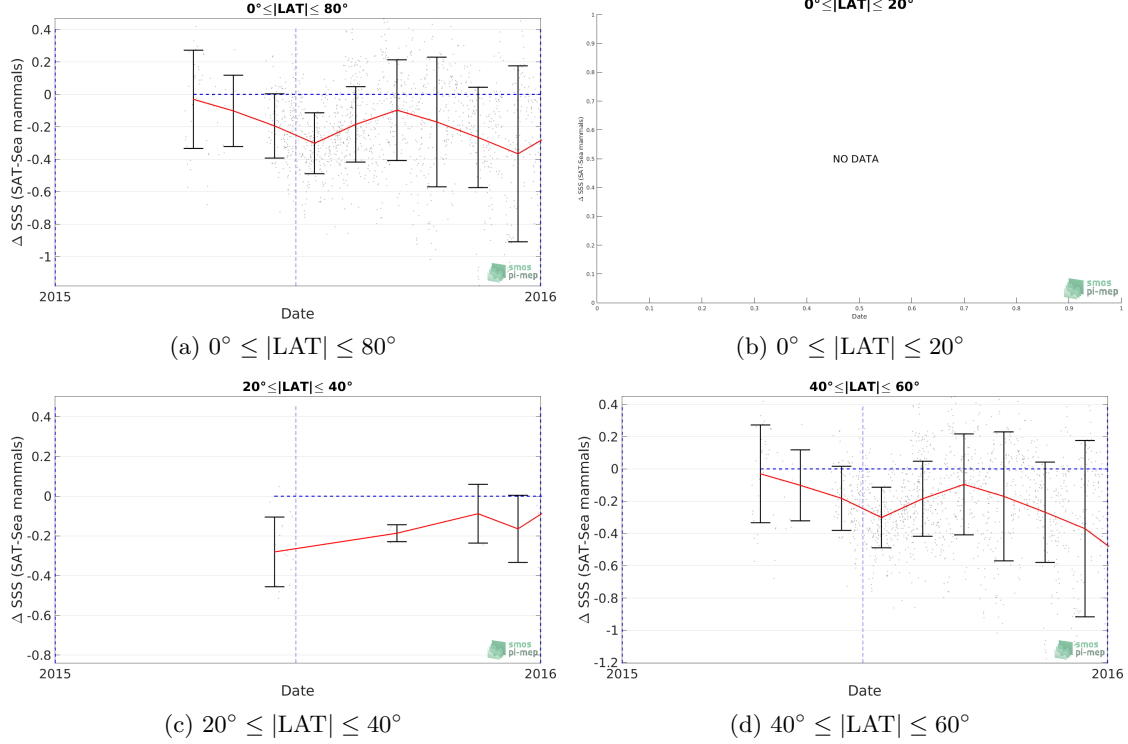 0°≤|LAT|≤ 80°
0.4
0.2
0
-0.2
-0.4
-0.6
-0.8
-1
Δ SSS (SAT-Sea mammals)
2015
2016
Date
smos
pi-mep
(a) 0° ≤ |LAT| ≤ 80°
0°≤|LAT|≤ 20°
1
0.9
0.8
0.7
0.6
0.5
0.4
0.3
0.2
0.1
0
Δ SSS (SAT-Sea mammals)
NO DATA
0
0.1
0.2
0.3
0.4
0.5
0.6
0.7
0.8
0.9
1
Date
smos
pi-mep
(b) 0° ≤ |LAT| ≤ 20°
20°≤|LAT|≤ 40°
0.4
0.2
0
-0.2
-0.4
-0.6
-0.8
Δ SSS (SAT-Sea mammals)
2015
2016
Date
smos
pi-mep
(c) 20° ≤ |LAT| ≤ 40°
40°≤|LAT|≤ 60°
0.4
0.2
0
-0.2
-0.4
-0.6
-0.8
-1
-1.2
Δ SSS (SAT-Sea mammals)
2015
2016
Date
smos
pi-mep
(d) 40° ≤ |LAT| ≤ 60°